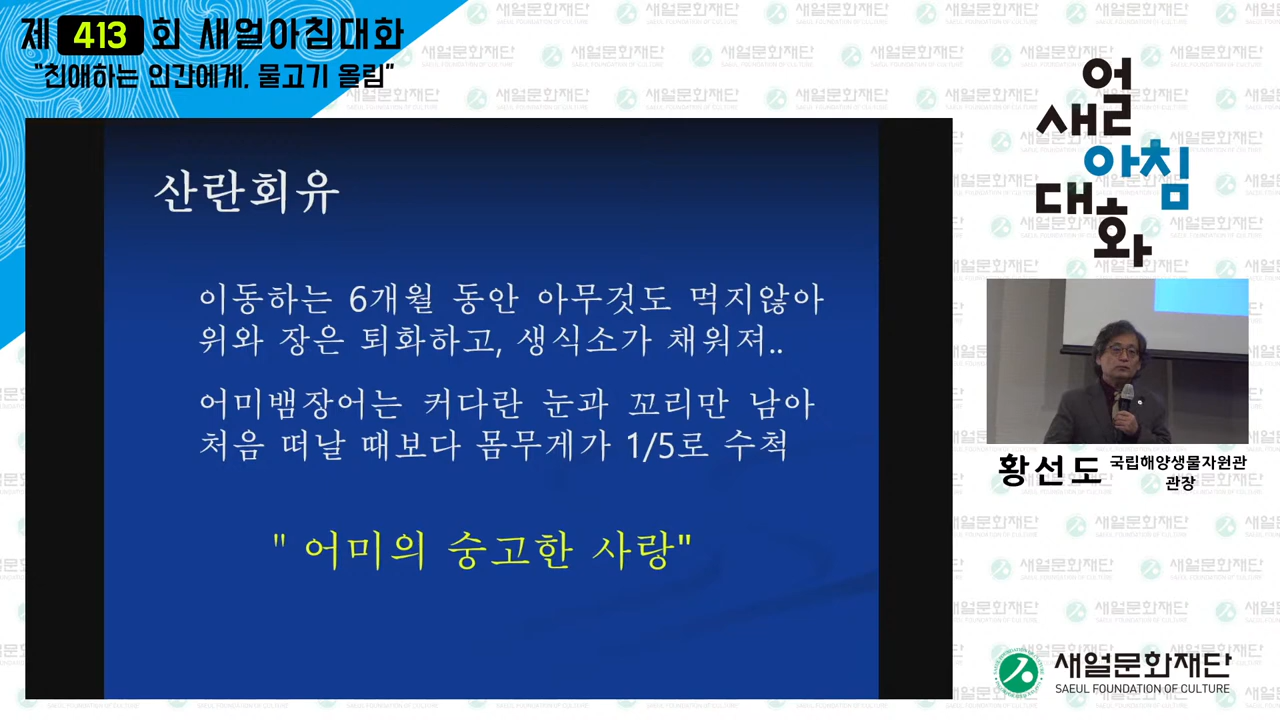 제 413 회 새얼아침대화
"친애하는 인간에게, 물고기 올림"
산란회유
이동하는 6개월 동안 아무것도 먹지않아
위와 장은 퇴화하고, 생식소가 채워져..
어미뱀장어는 커다란 눈과 꼬리만 남아
처음 떠날 때보다 몸무게가 1/5로 수척
" 어미의 숭고한 사랑"
얼
새
아침
대화
황선도 국립해양생물자원관
관장
새얼문화재단
SAEUL FOUNDATION OF CULTURE